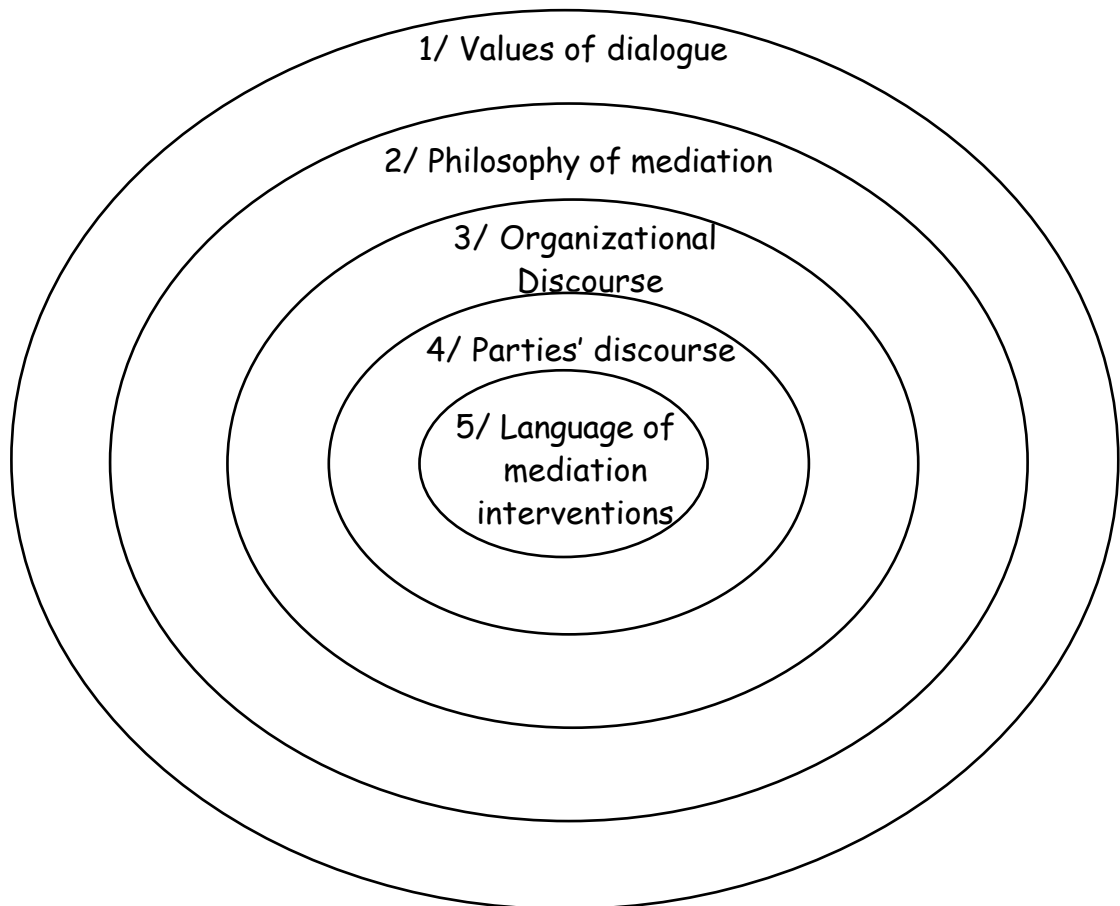 1/ Values of dialogue
2/ Philosophy of mediation
3/ Organizational
Discourse
4/ Parties’ discourse
5/ Language of
mediation
interventions